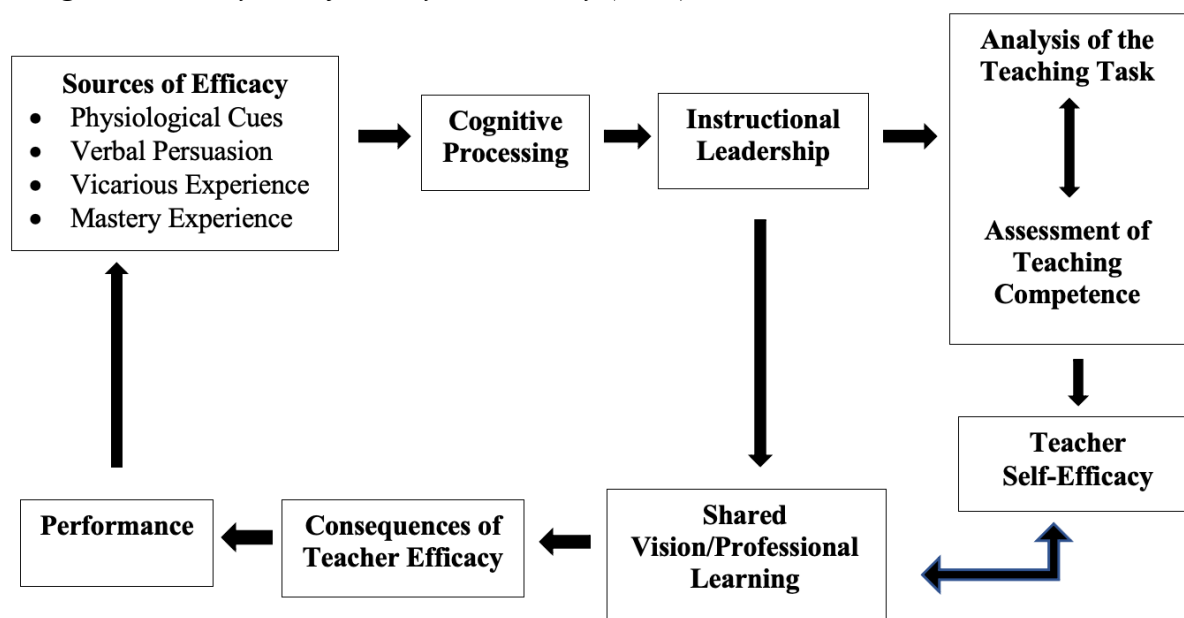 Sources of Efficacy
• Physiological Cues
• Verbal Persuasion
• Vicarious Experience
• Mastery Experience
Cognitive
Processing
Instructional
Leadership
Analysis of the
Teaching Task
Assessment of
Teaching
Competence
Teacher
Self-Efficacy
Shared
Vision/Professional
Learning
Consequences of
Teacher Efficacy
Performance